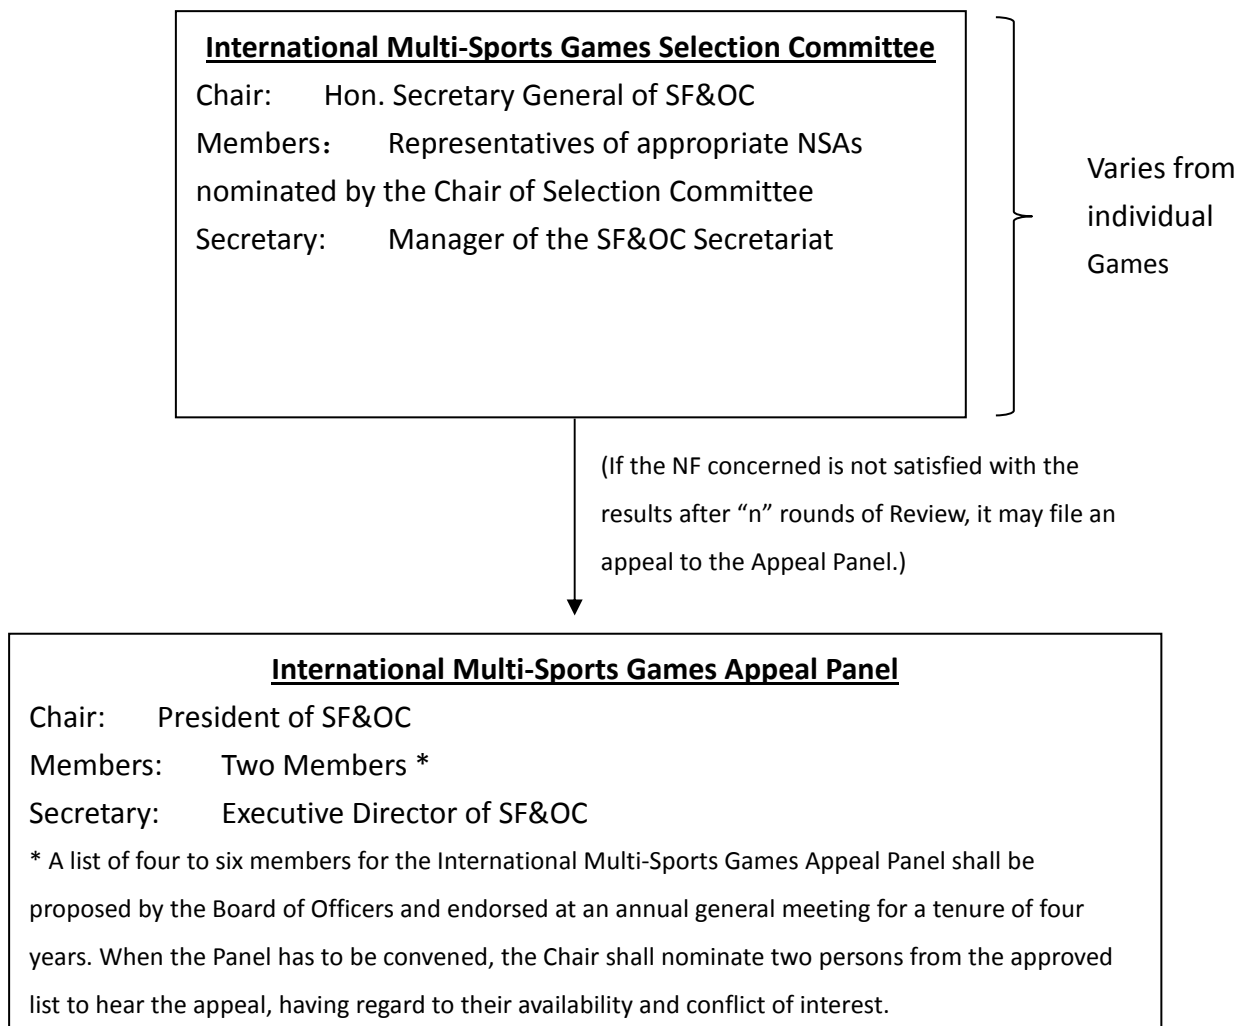 International Multi-Sports Games Selection Committee
Chair: Hon. Secretary General of SF&OC
Members： Representatives of appropriate NSAs
nominated by the Chair of Selection Committee
Secretary: Manager of the SF&OC Secretariat
Varies from
individual
Games
(If the NF concerned is not satisfied with the
results after “n” rounds of Review, it may file an
appeal to the Appeal Panel.)
International Multi-Sports Games Appeal Panel
Chair: President of SF&OC
Members: Two Members *
Secretary: Executive Director of SF&OC
* A list of four to six members for the International Multi-Sports Games Appeal Panel shall be
proposed by the Board of Officers and endorsed at an annual general meeting for a tenure of four
years. When the Panel has to be convened, the Chair shall nominate two persons from the approved
list to hear the appeal, having regard to their availability and conflict of interest.